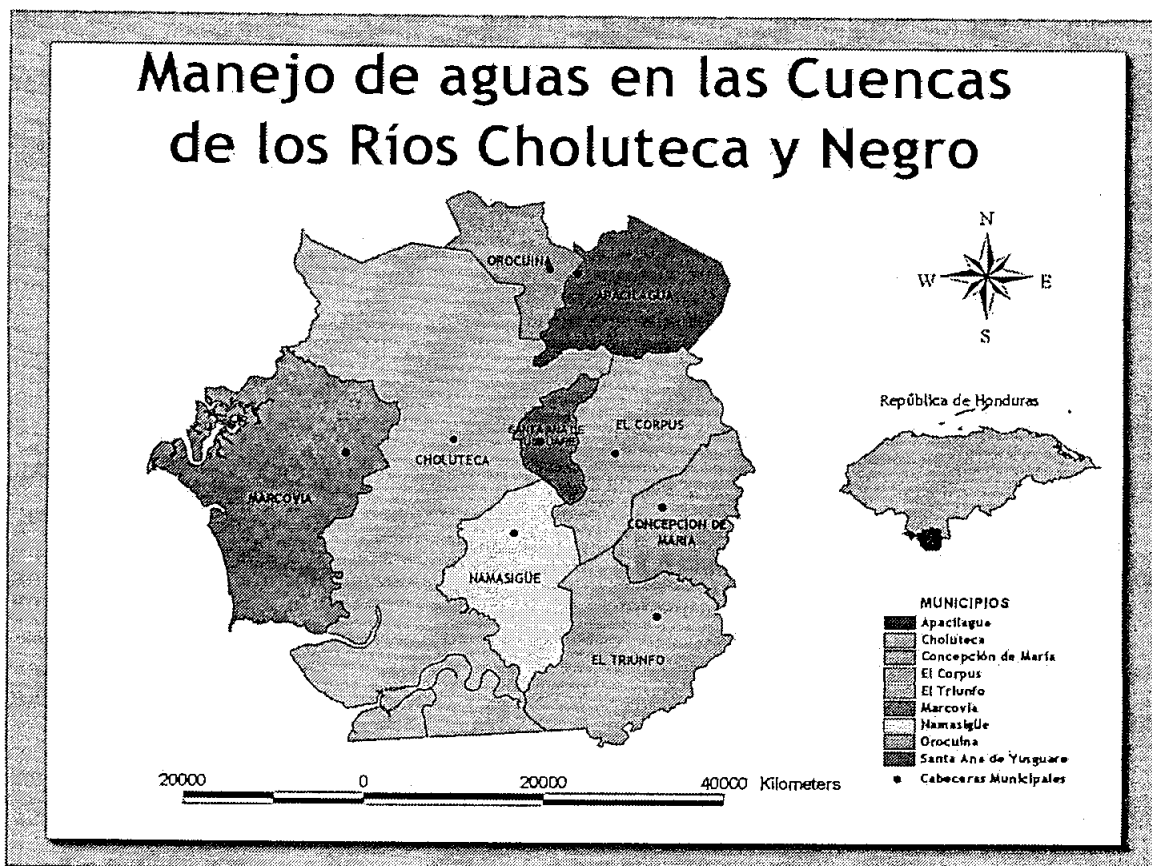 Manejo de aguas en las Cuencas
de los Ríos Choluteca y Negro
N
W E
S
OROCUINA
APACILAGUA
SANTA ANA DE
YUSGUARE
EL CORPUS
CHOLUTECA
MARCOVIA
CONCEPCION DE
MARIA
NAMASIGÜE
EL TRIUNFO
República de Honduras
MUNICIPIOS
Apacilagua
Choluteca
Concepción de María
El Corpus
El Triunfo
Marcovia
Namasigüe
Orocuina
Santa Ana de Yusguare
Cabeceras Municipales
20000 0 20000 40000 Kilometers